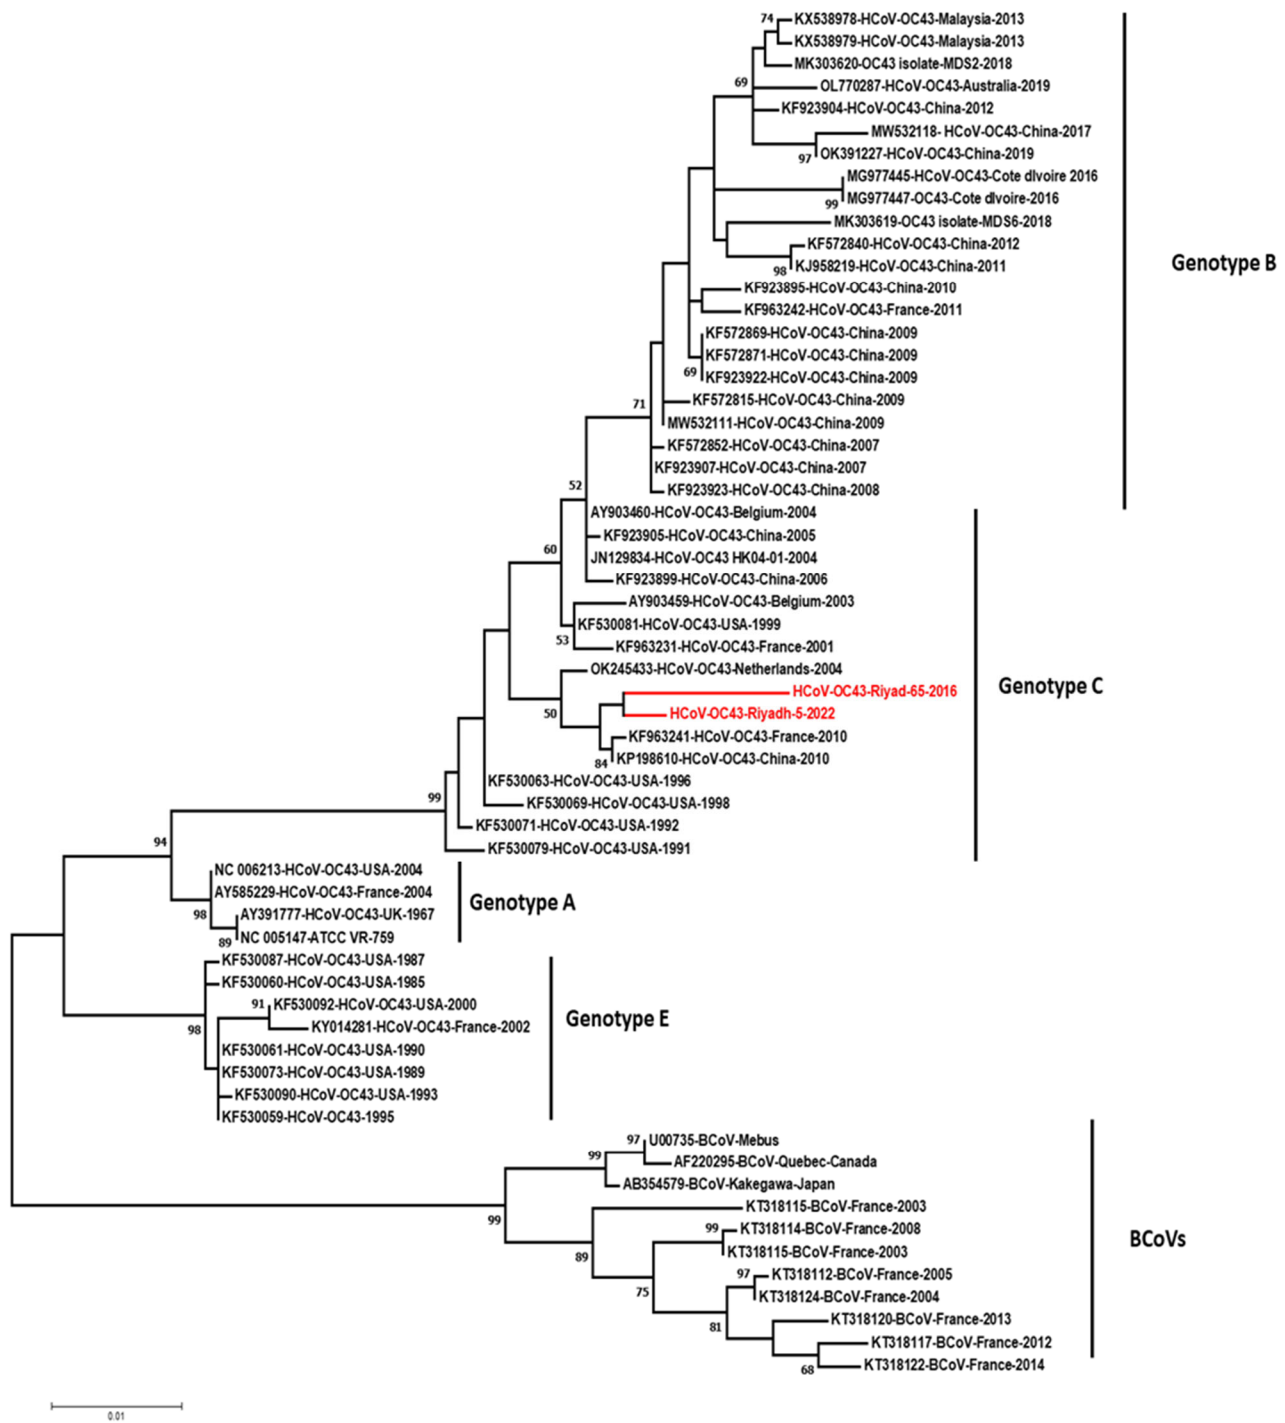 74
KX538978-HCoV-OC43-Malaysia-2013
KX538979-HCoV-OC43-Malaysia-2013
MK303620-OC43 isolate-MDS2-2018
69
OL770287-HCoV-OC43-Australia-2019
KF923904-HCoV-OC43-China-2012
MW532118- HCoV-OC43-China-2017
97
OK391227-HCoV-OC43-China-2019
MG977445-HCoV-OC43-Cote dIvoire 2016
MG977447-OC43-Cote dIvoire-2016
99
MK303619-OC43 isolate-MDS6-2018
KF572840-HCoV-OC43-China-2012
98
KJ958219-HCoV-OC43-China-2011
Genotype B
KF923895-HCoV-OC43-China-2010
KF963242-HCoV-OC43-France-2011
KF572869-HCoV-OC43-China-2009
KF572871-HCoV-OC43-China-2009
69
KF923922-HCoV-OC43-China-2009
71
KF572815-HCoV-OC43-China-2009
MW532111-HCoV-OC43-China-2009
KF572852-HCoV-OC43-China-2007
KF923907-HCoV-OC43-China-2007
KF923923-HCoV-OC43-China-2008
52
AY903460-HCoV-OC43-Belgium-2004
KF923905-HCoV-OC43-China-2005
60
JN129834-HCoV-OC43 HK04-01-2004
KF923899-HCoV-OC43-China-2006
AY903459-HCoV-OC43-Belgium-2003
KF530081-HCoV-OC43-USA-1999
53
KF963231-HCoV-OC43-France-2001
OK245433-HCoV-OC43-Netherlands-2004
Genotype C
HCoV-OC43-Riyad-65-2016
50
HCoV-OC43-Riyadh-5-2022
KF963241-HCoV-OC43-France-2010
84
KP198610-HCoV-OC43-China-2010
KF530063-HCoV-OC43-USA-1996
99
KF530069-HCoV-OC43-USA-1998
KF530071-HCoV-OC43-USA-1992
94
KF530079-HCoV-OC43-USA-1991
NC 006213-HCoV-OC43-USA-2004
AY585229-HCoV-OC43-France-2004
Genotype A
98
AY391777-HCoV-OC43-UK-1967
89
NC 005147-ATCC VR-759
KF530087-HCoV-OC43-USA-1987
KF530060-HCoV-OC43-USA-1985
91
KF530092-HCoV-OC43-USA-2000
Genotype E
98
KY014281-HCoV-OC43-France-2002
KF530061-HCoV-OC43-USA-1990
KF530073-HCoV-OC43-USA-1989
KF530090-HCoV-OC43-USA-1993
KF530059-HCoV-OC43-1995
97
U00735-BCoV-Mebus
99
AF220295-BCoV-Quebec-Canada
AB354579-BCoV-Kakegawa-Japan
99
KT318115-BCoV-France-2003
99
KT318114-BCoV-France-2008
BCoVs
89
KT318115-BCoV-France-2003
97
KT318112-BCoV-France-2005
75
KT318124-BCoV-France-2004
81
KT318120-BCoV-France-2013
KT318117-BCoV-France-2012
68
KT318122-BCoV-France-2014
0.01